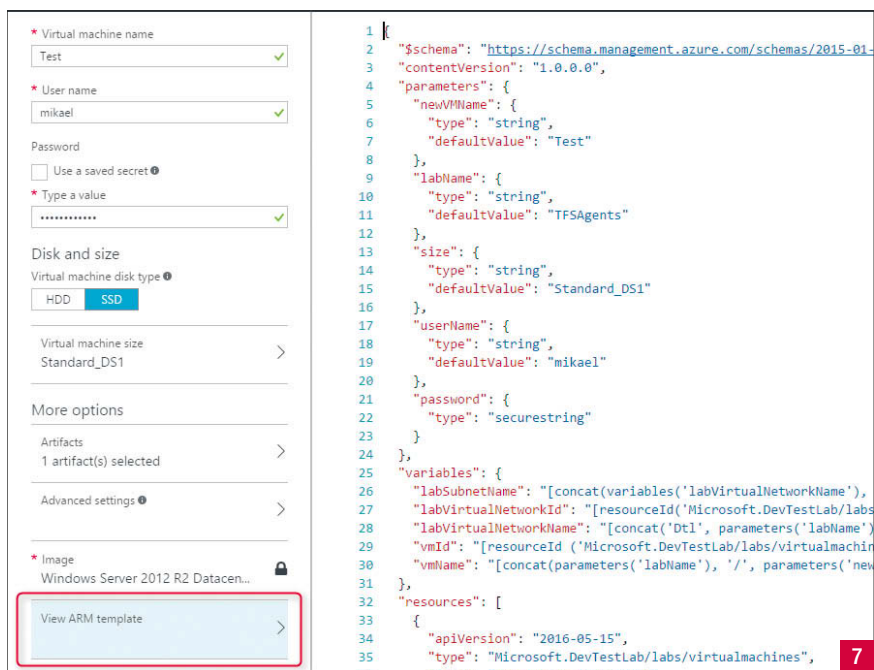 * Virtual machine name
Test
* User name
mikael
Password
Use a saved secret
* Type a value
••••••••••••
Disk and size
Virtual machine disk type
HDD SSD
Virtual machine size
Standard_DS1
More options
Artifacts
1 artifact(s) selected
Advanced settings
* Image
Windows Server 2012 R2 Datacen...
View ARM template
1 {
2 "$schema": "https://schema.management.azure.com/schemas/2015-01-
3 "contentVersion": "1.0.0.0",
4 "parameters": {
5 "newVMName": {
6 "type": "string",
7 "defaultValue": "Test"
8 },
9 "labName": {
10 "type": "string",
11 "defaultValue": "TFSAgents"
12 },
13 "size": {
14 "type": "string",
15 "defaultValue": "Standard_DS1"
16 },
17 "userName": {
18 "type": "string",
19 "defaultValue": "mikael"
20 },
21 "password": {
22 "type": "securestring"
23 }
24 },
25 "variables": {
26 "labSubnetName": "[concat(variables('labVirtualNetworkName'),
27 "labVirtualNetworkId": "[resourceId('Microsoft.DevTestLab/labs
28 "labVirtualNetworkName": "[concat('Dtl', parameters('labName')
29 "vmId": "[resourceId ('Microsoft.DevTestLab/labs/virtualmachin
30 "vmName": "[concat(parameters('labName'), '/', parameters('new
31 },
32 "resources": [
33 {
34 "apiVersion": "2016-05-15",
35 "type": "Microsoft.DevTestLab/labs/virtualmachines",
7